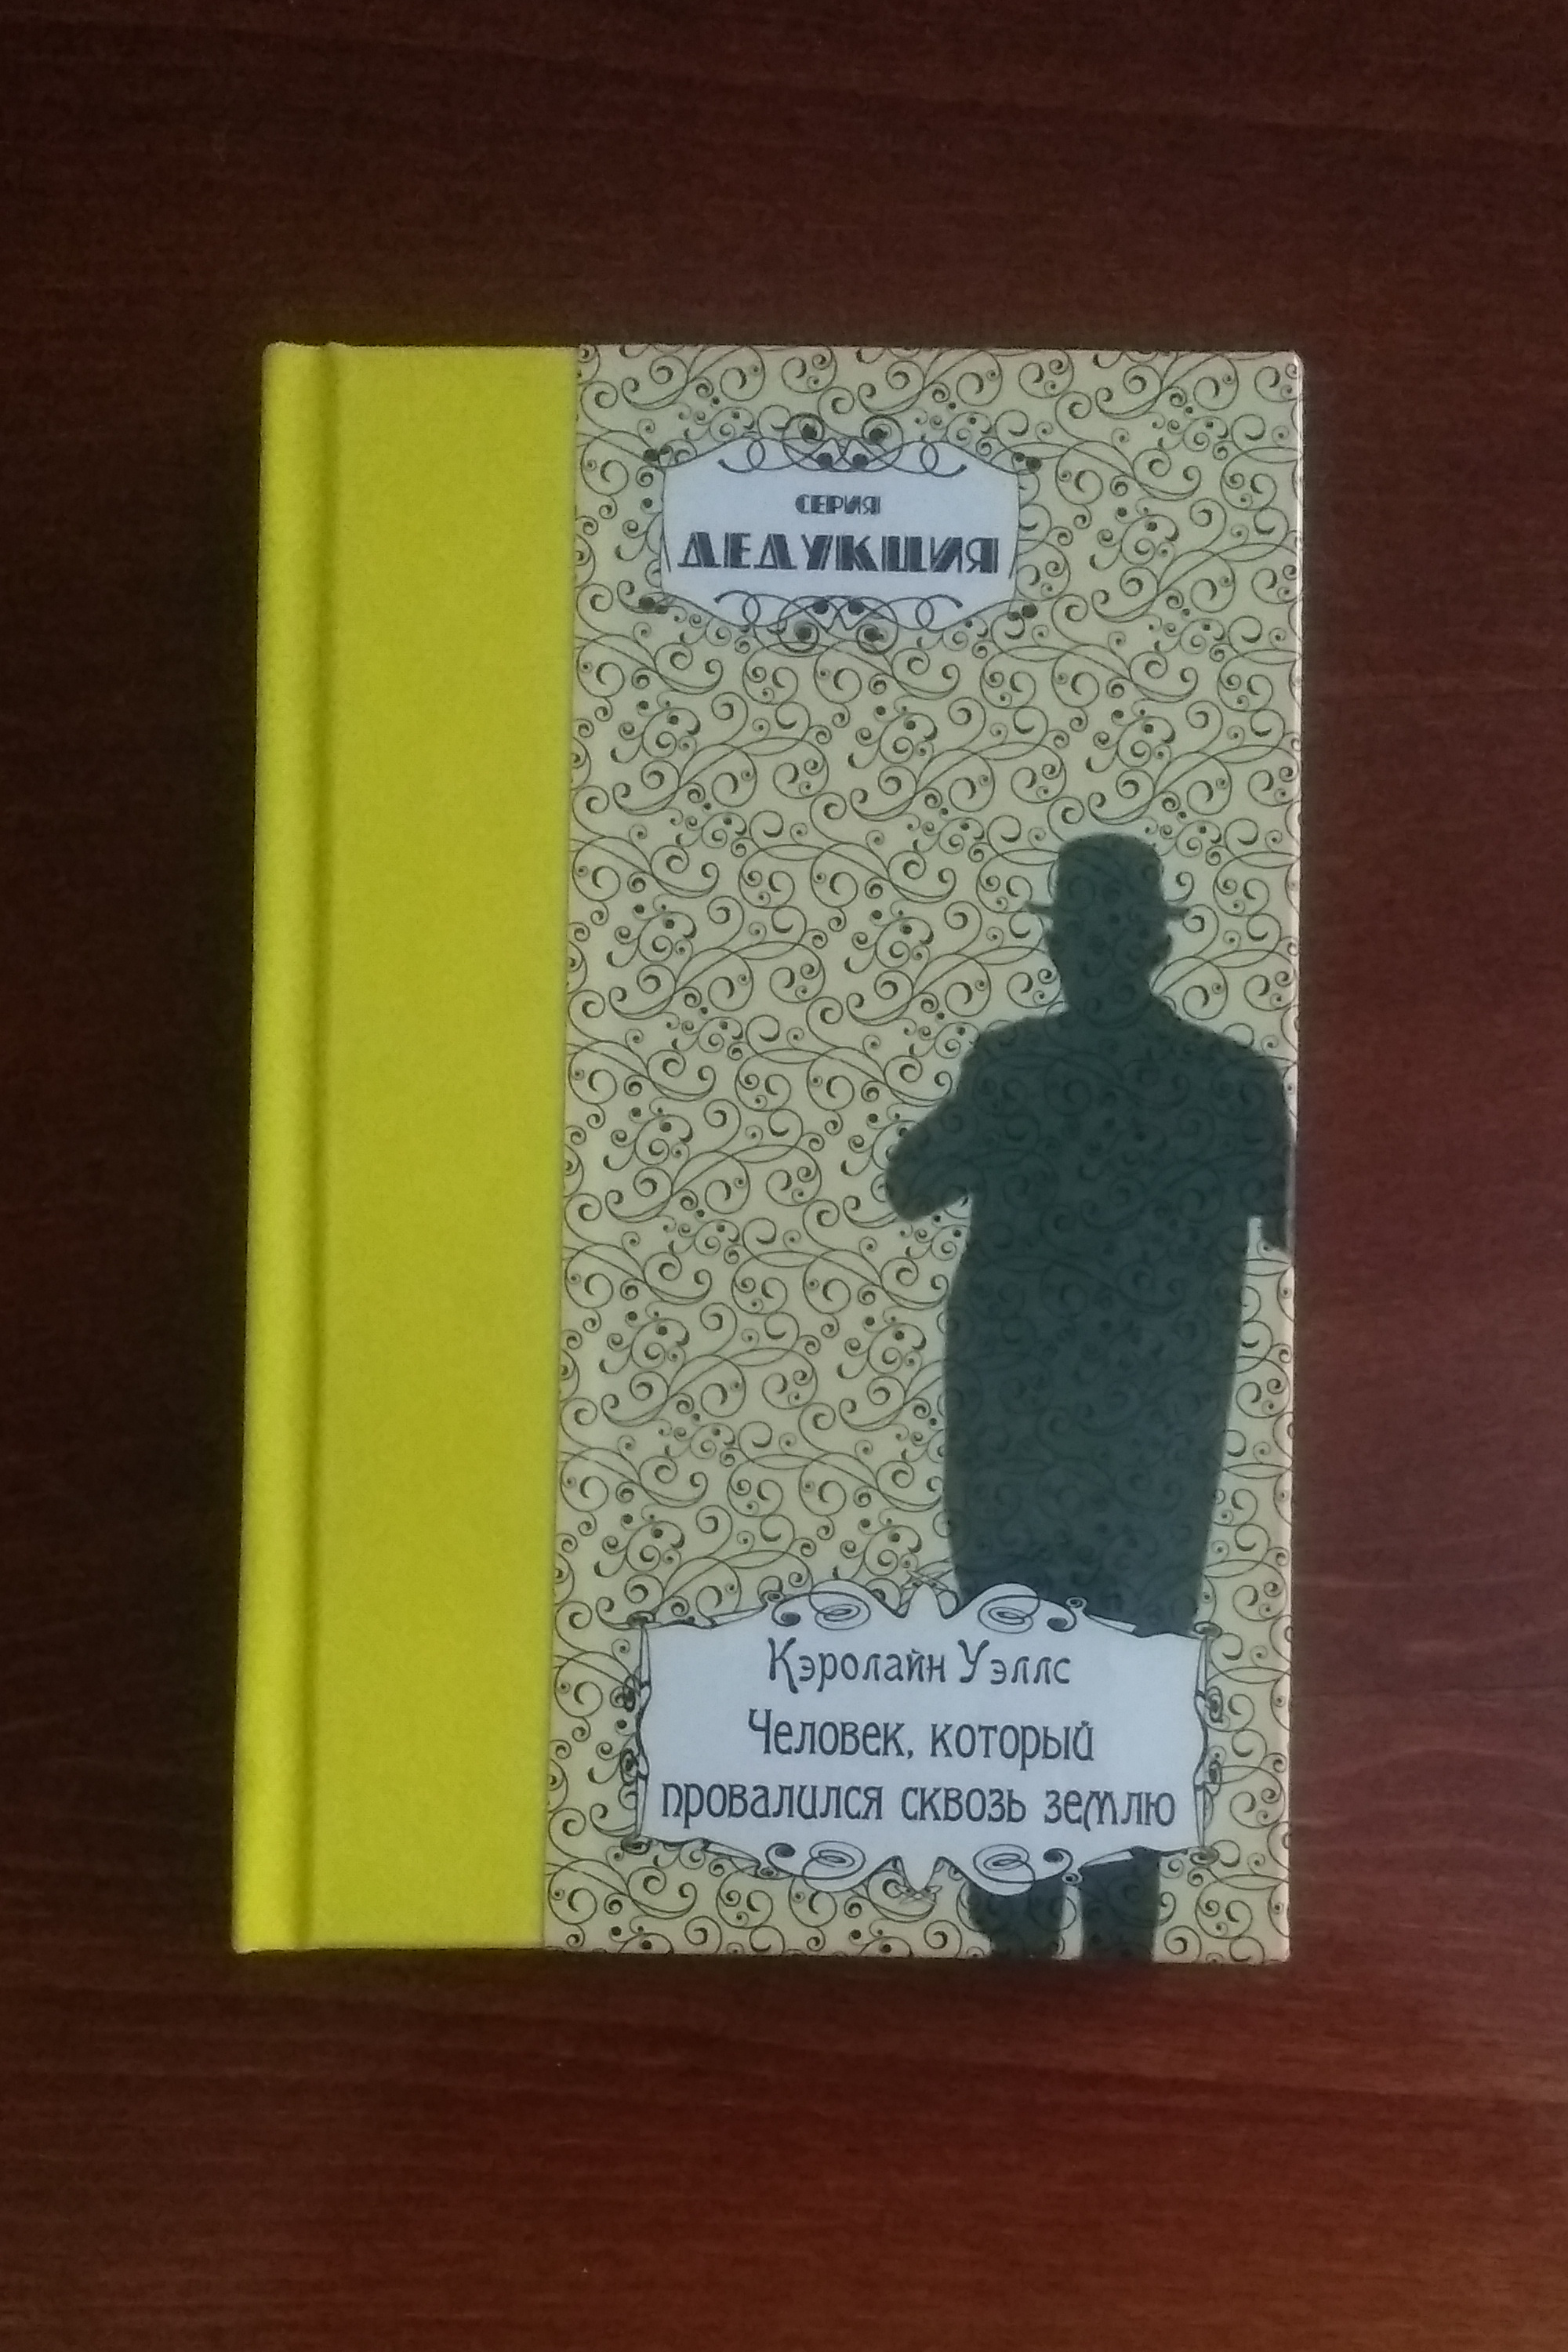 СЕРИЯ
ДЕДУКЦИЯ
Кэролайн Уэллс
Человек, который
провалился сквозь землю